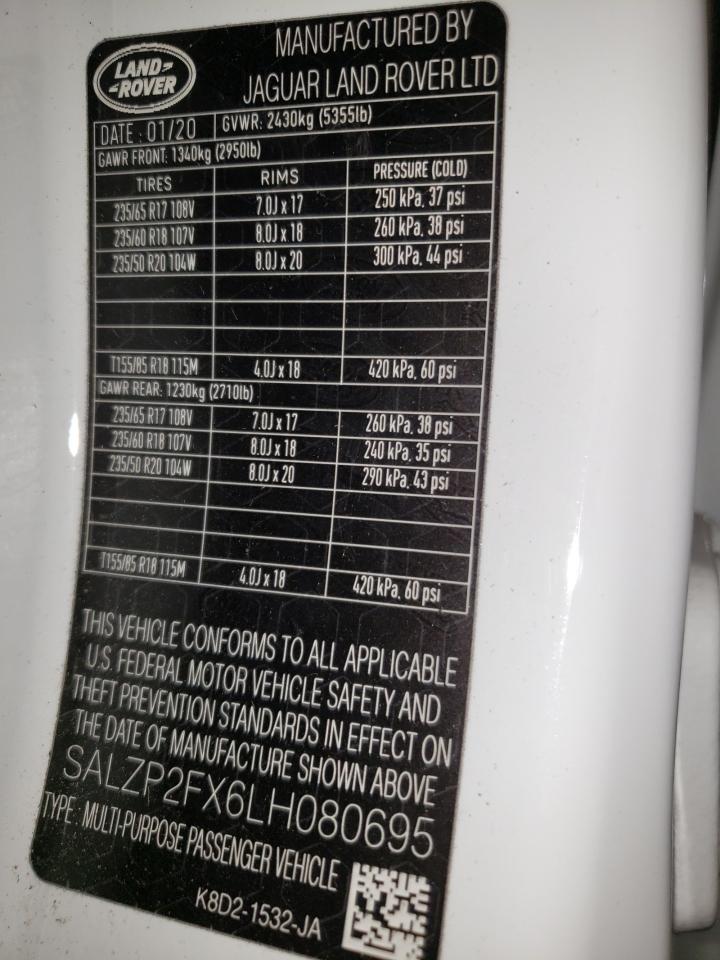 LAND-
-ROVER
MANUFACTURED BY
JAGUAR LAND ROVER LTD
DATE : 01/20 GVWR: 2430kg (5355lb)
GAWR FRONT: 1340kg (2950lb)
TIRES RIMS PRESSURE (COLD)
235/65 R17 108V 7.0J x 17 250 kPa, 37 psi
235/60 R18 107V 8.0J x 18 260 kPa, 38 psi
235/50 R20 104W 8.0J x 20 300 kPa, 44 psi
T155/85 R18 115M 4.0J x 18 420 kPa, 60 psi
GAWR REAR: 1230kg (2710lb)
235/65 R17 108V 7.0J x 17 260 kPa, 38 psi
235/60 R18 107V 8.0J x 18 240 kPa, 35 psi
235/50 R20 104W 8.0J x 20 290 kPa, 43 psi
T155/85 R18 115M 4.0J x 18 420 kPa, 60 psi
THIS VEHICLE CONFORMS TO ALL APPLICABLE
U.S. FEDERAL MOTOR VEHICLE SAFETY AND
THEFT PREVENTION STANDARDS IN EFFECT ON
THE DATE OF MANUFACTURE SHOWN ABOVE
SALZP2FX6LH080695
TYPE : MULTI-PURPOSE PASSENGER VEHICLE
K8D2-1532-JA